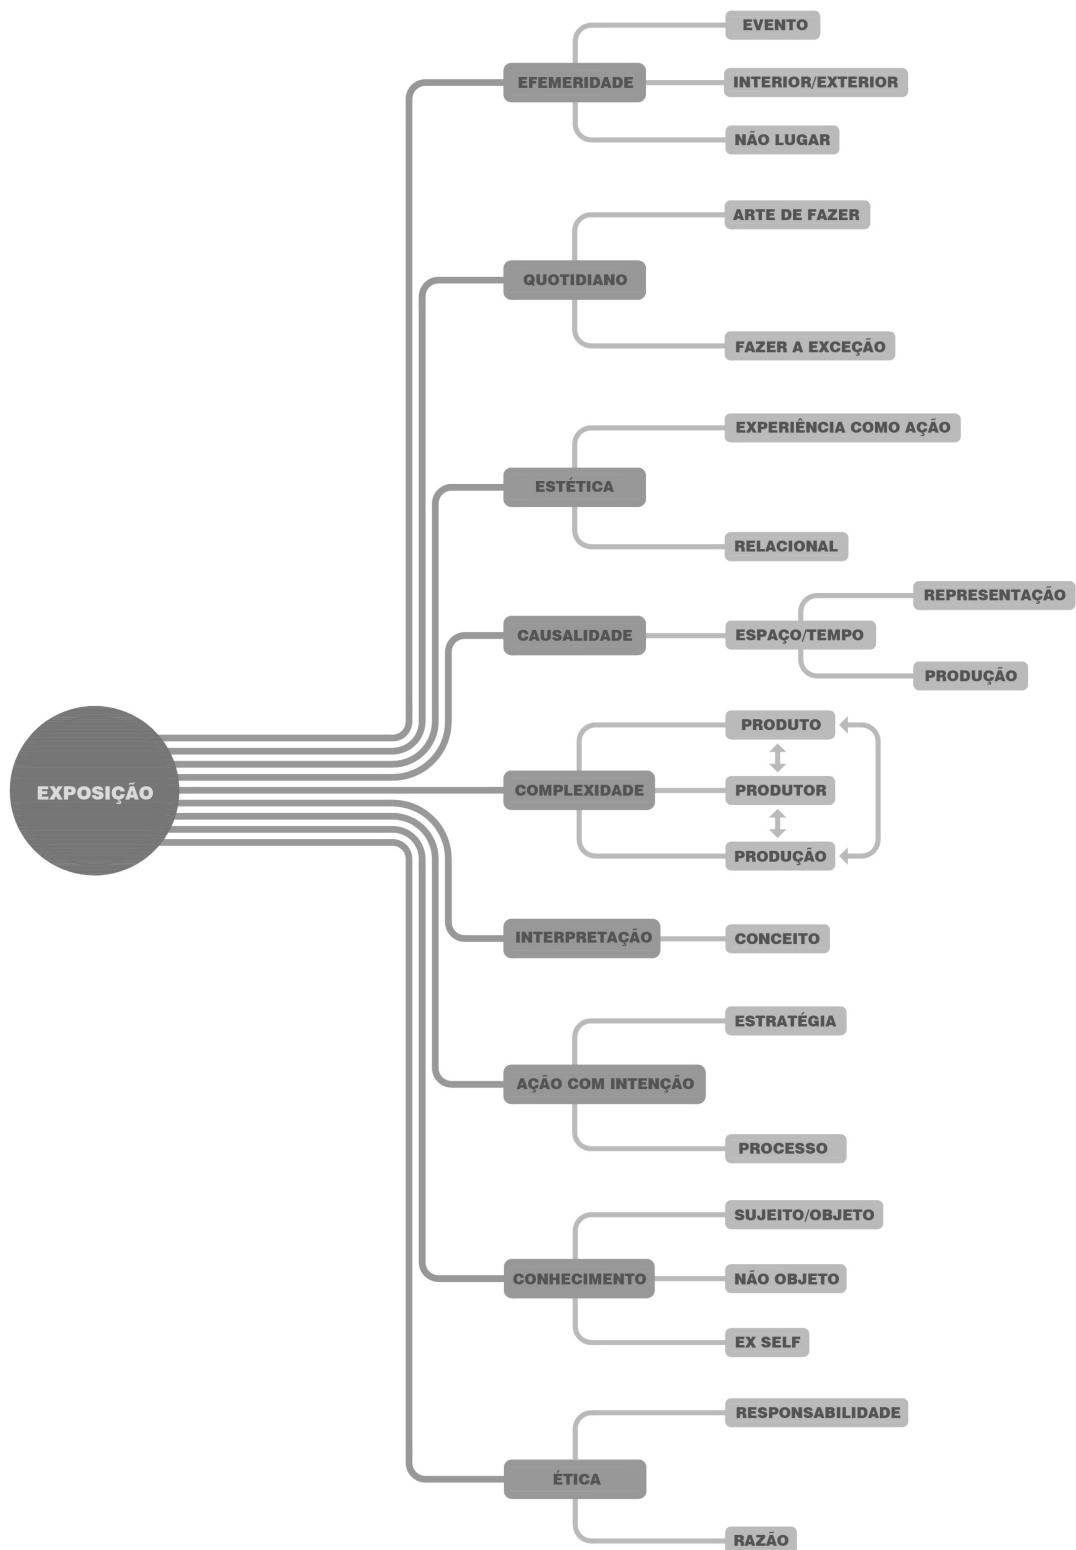 EVENTO
EFEMERIDADE
INTERIOR/EXTERIOR
NÃO LUGAR
ARTE DE FAZER
QUOTIDIANO
FAZER A EXCEÇÃO
EXPERIÊNCIA COMO AÇÃO
ESTÉTICA
RELACIONAL
REPRESENTAÇÃO
CAUSALIDADE
ESPAÇO/TEMPO
PRODUÇÃO
PRODUTO
EXPOSIÇÃO
COMPLEXIDADE
PRODUTOR
PRODUÇÃO
INTERPRETAÇÃO
CONCEITO
ESTRATÉGIA
AÇÃO COM INTENÇÃO
PROCESSO
SUJEITO/OBJETO
CONHECIMENTO
NÃO OBJETO
EX SELF
RESPONSABILIDADE
ÉTICA
RAZÃO